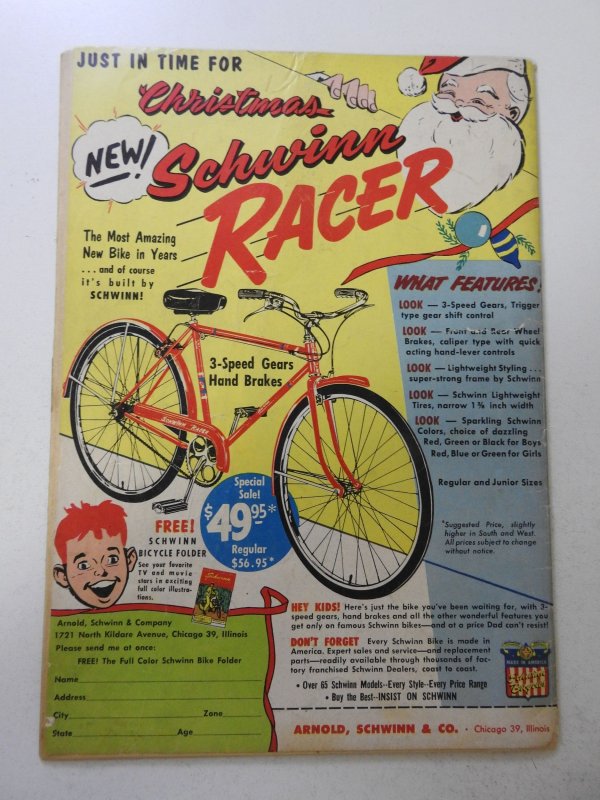 JUST IN TIME FOR
Christmas
NEW!
Schwinn
RACER
The Most Amazing
New Bike in Years
...and of course
it's built by
SCHWINN!
WHAT FEATURES!
LOOK — 3-Speed Gears, Trigger
type gear shift control
LOOK — Front and Rear Wheel
Brakes, caliper type with quick
acting hand-lever controls
LOOK — Lightweight Styling...
super-strong frame by Schwinn
LOOK — Schwinn Lightweight
Tires, narrow 1⅜ inch width
LOOK — Sparkling Schwinn
Colors, choice of dazzling
Red, Green or Black for Boys
Red, Blue or Green for Girls
Regular and Junior Sizes
*Suggested Price, slightly
higher in South and West.
All prices subject to change
without notice.
3-Speed Gears
Hand Brakes
SCHWINN RACER
Special
Sale!
$49.95*
Regular
$56.95*
FREE!
SCHWINN
BICYCLE FOLDER
See your favorite
TV and movie
stars in exciting
full color illustra-
tions.
Schwinn
HEY KIDS! Here's just the bike you've been waiting for, with 3-
speed gears, hand brakes and all the other wonderful features you
get only on famous Schwinn bikes—and at a price Dad can't resist!
DON'T FORGET Every Schwinn Bike is made in
America. Expert sales and service—and replacement
parts—readily available through thousands of fac-
tory franchised Schwinn Dealers, coast to coast.
• Over 65 Schwinn Models--Every Style--Every Price Range
• Buy the Best--INSIST ON SCHWINN
MADE IN AMERICA
ARNOLD, SCHWINN & CO. • Chicago 39, Illinois
Arnold, Schwinn & Company
1721 North Kildare Avenue, Chicago 39, Illinois
Please send me at once:
FREE! The Full Color Schwinn Bike Folder
Name
Address
City Zone
State Age